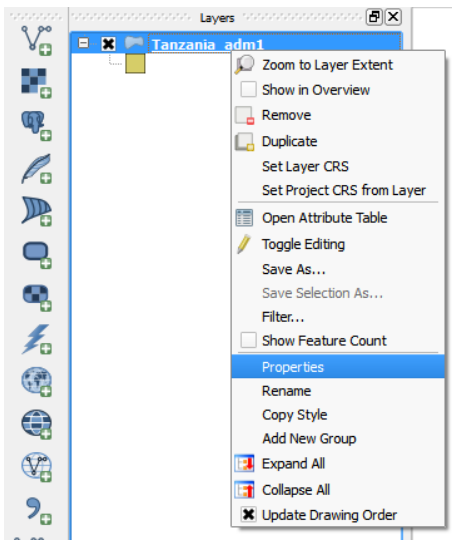 Layers
Tanzania_adm1
Zoom to Layer Extent
Show in Overview
Remove
Duplicate
Set Layer CRS
Set Project CRS from Layer
Open Attribute Table
Toggle Editing
Save As...
Save Selection As...
Filter...
Show Feature Count
Properties
Rename
Copy Style
Add New Group
Expand All
Collapse All
Update Drawing Order